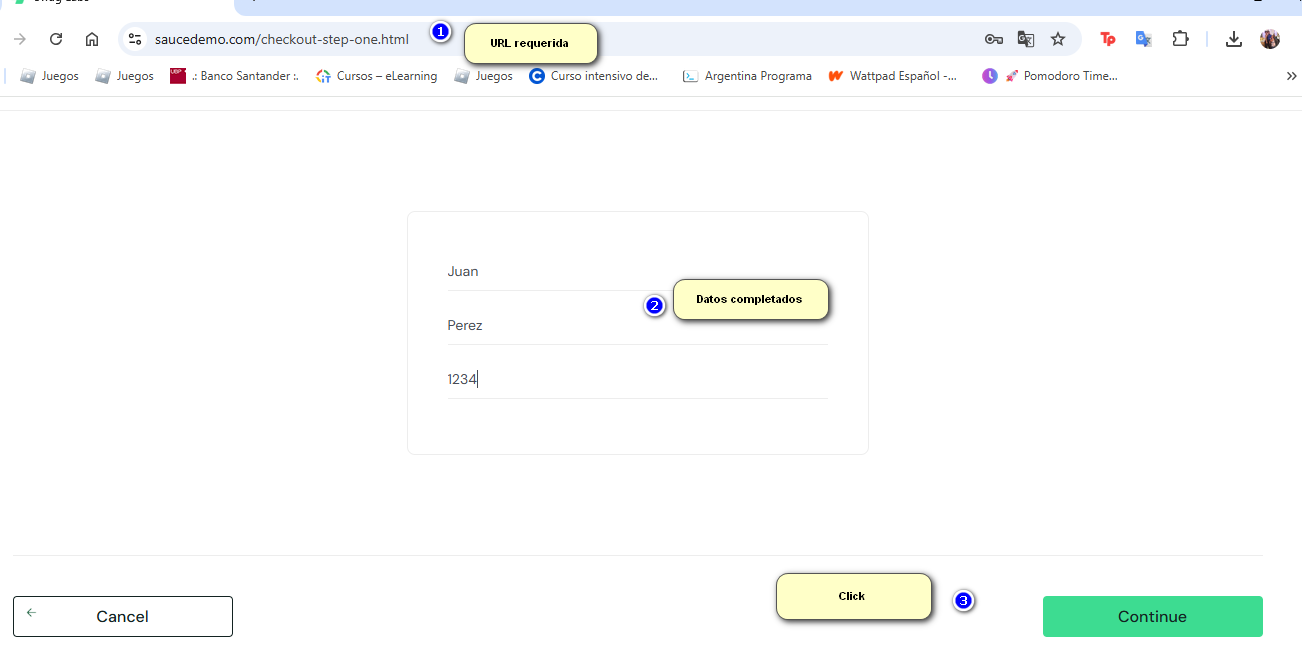 saucedemo.com/checkout-step-one.html
1
URL requerida
Juegos
Juegos
.: Banco Santander :.
Cursos – eLearning
Juegos
Curso intensivo de...
Argentina Programa
Wattpad Español -...
🚀 Pomodoro Time...
Juan
2
Datos completados
Perez
1234
Click
3
Cancel
Continue